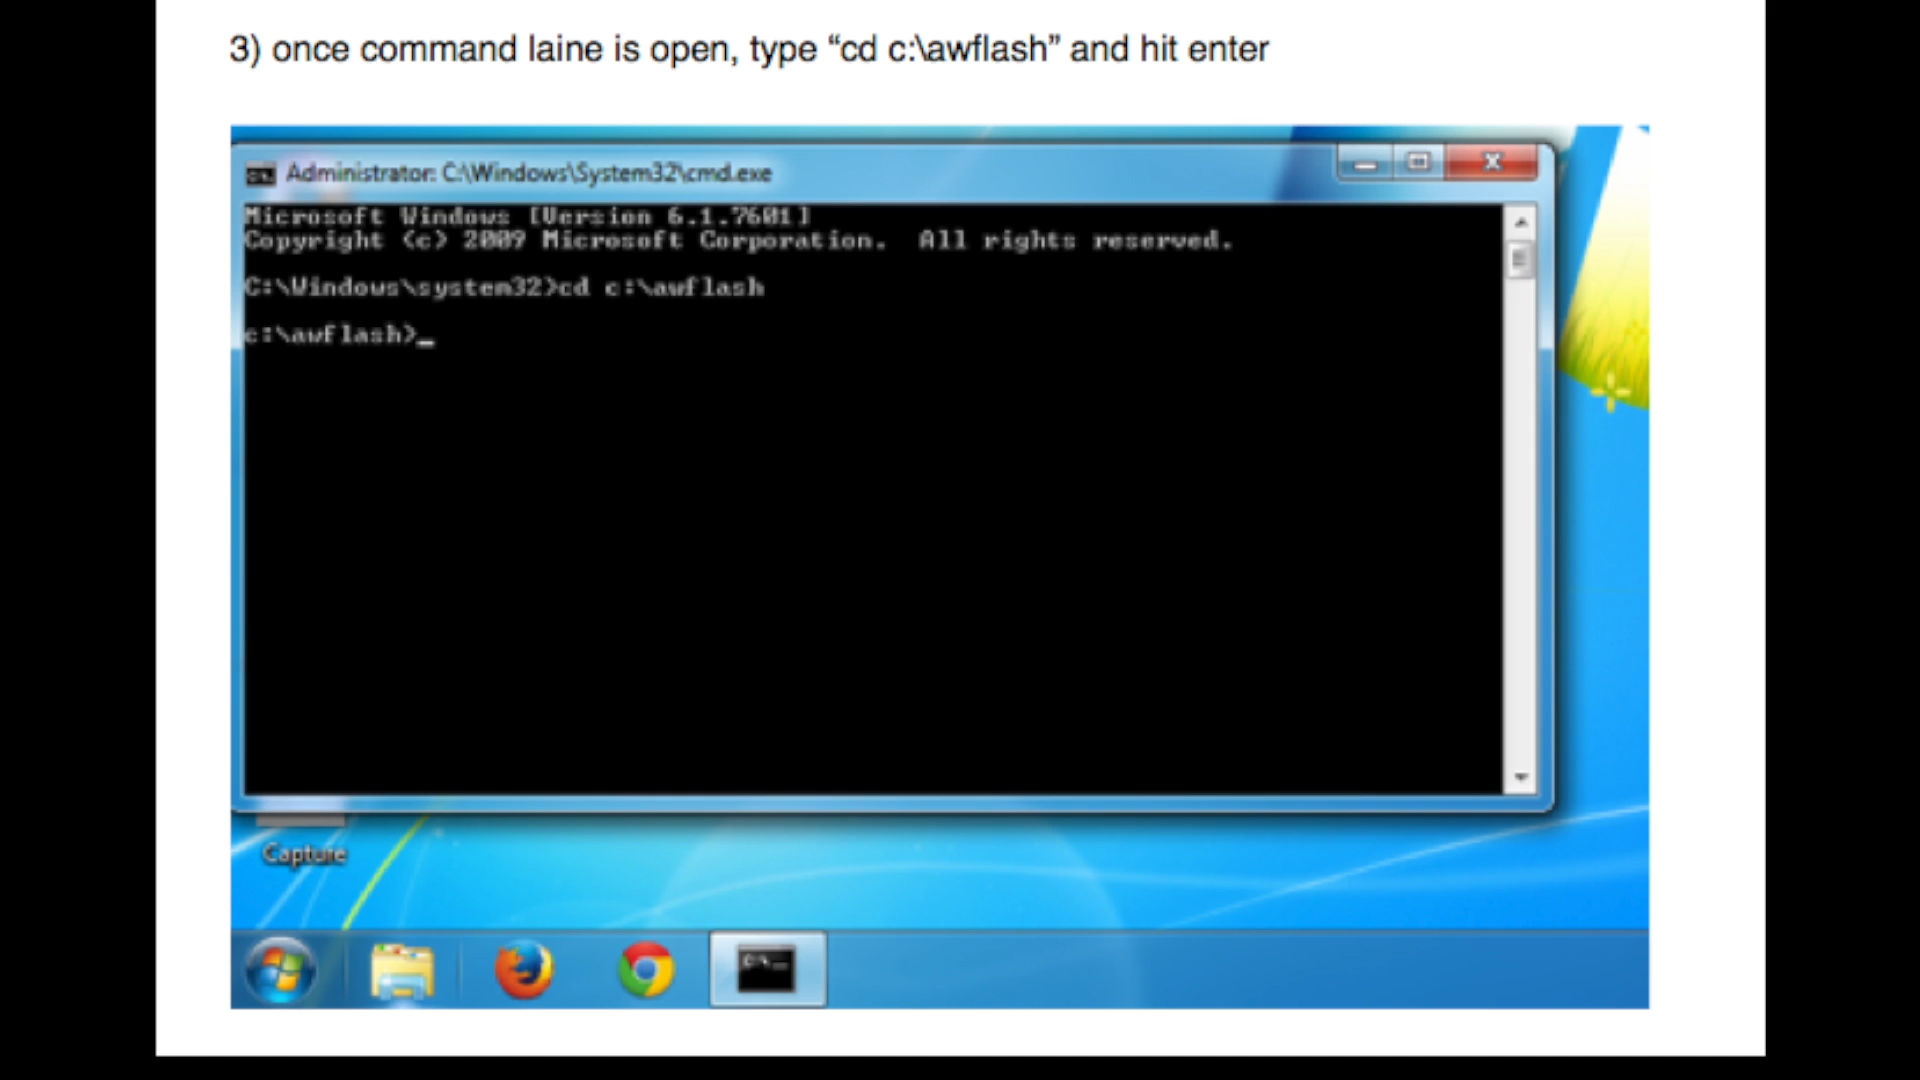 3) once command laine is open, type “cd c:\awflash” and hit enter
Administrator: C:\Windows\System32\cmd.exe
Microsoft Windows [Version 6.1.7601]
Copyright (c) 2009 Microsoft Corporation.  All rights reserved.
C:\Windows\system32>cd c:\awflash
c:\awflash>_
Capture